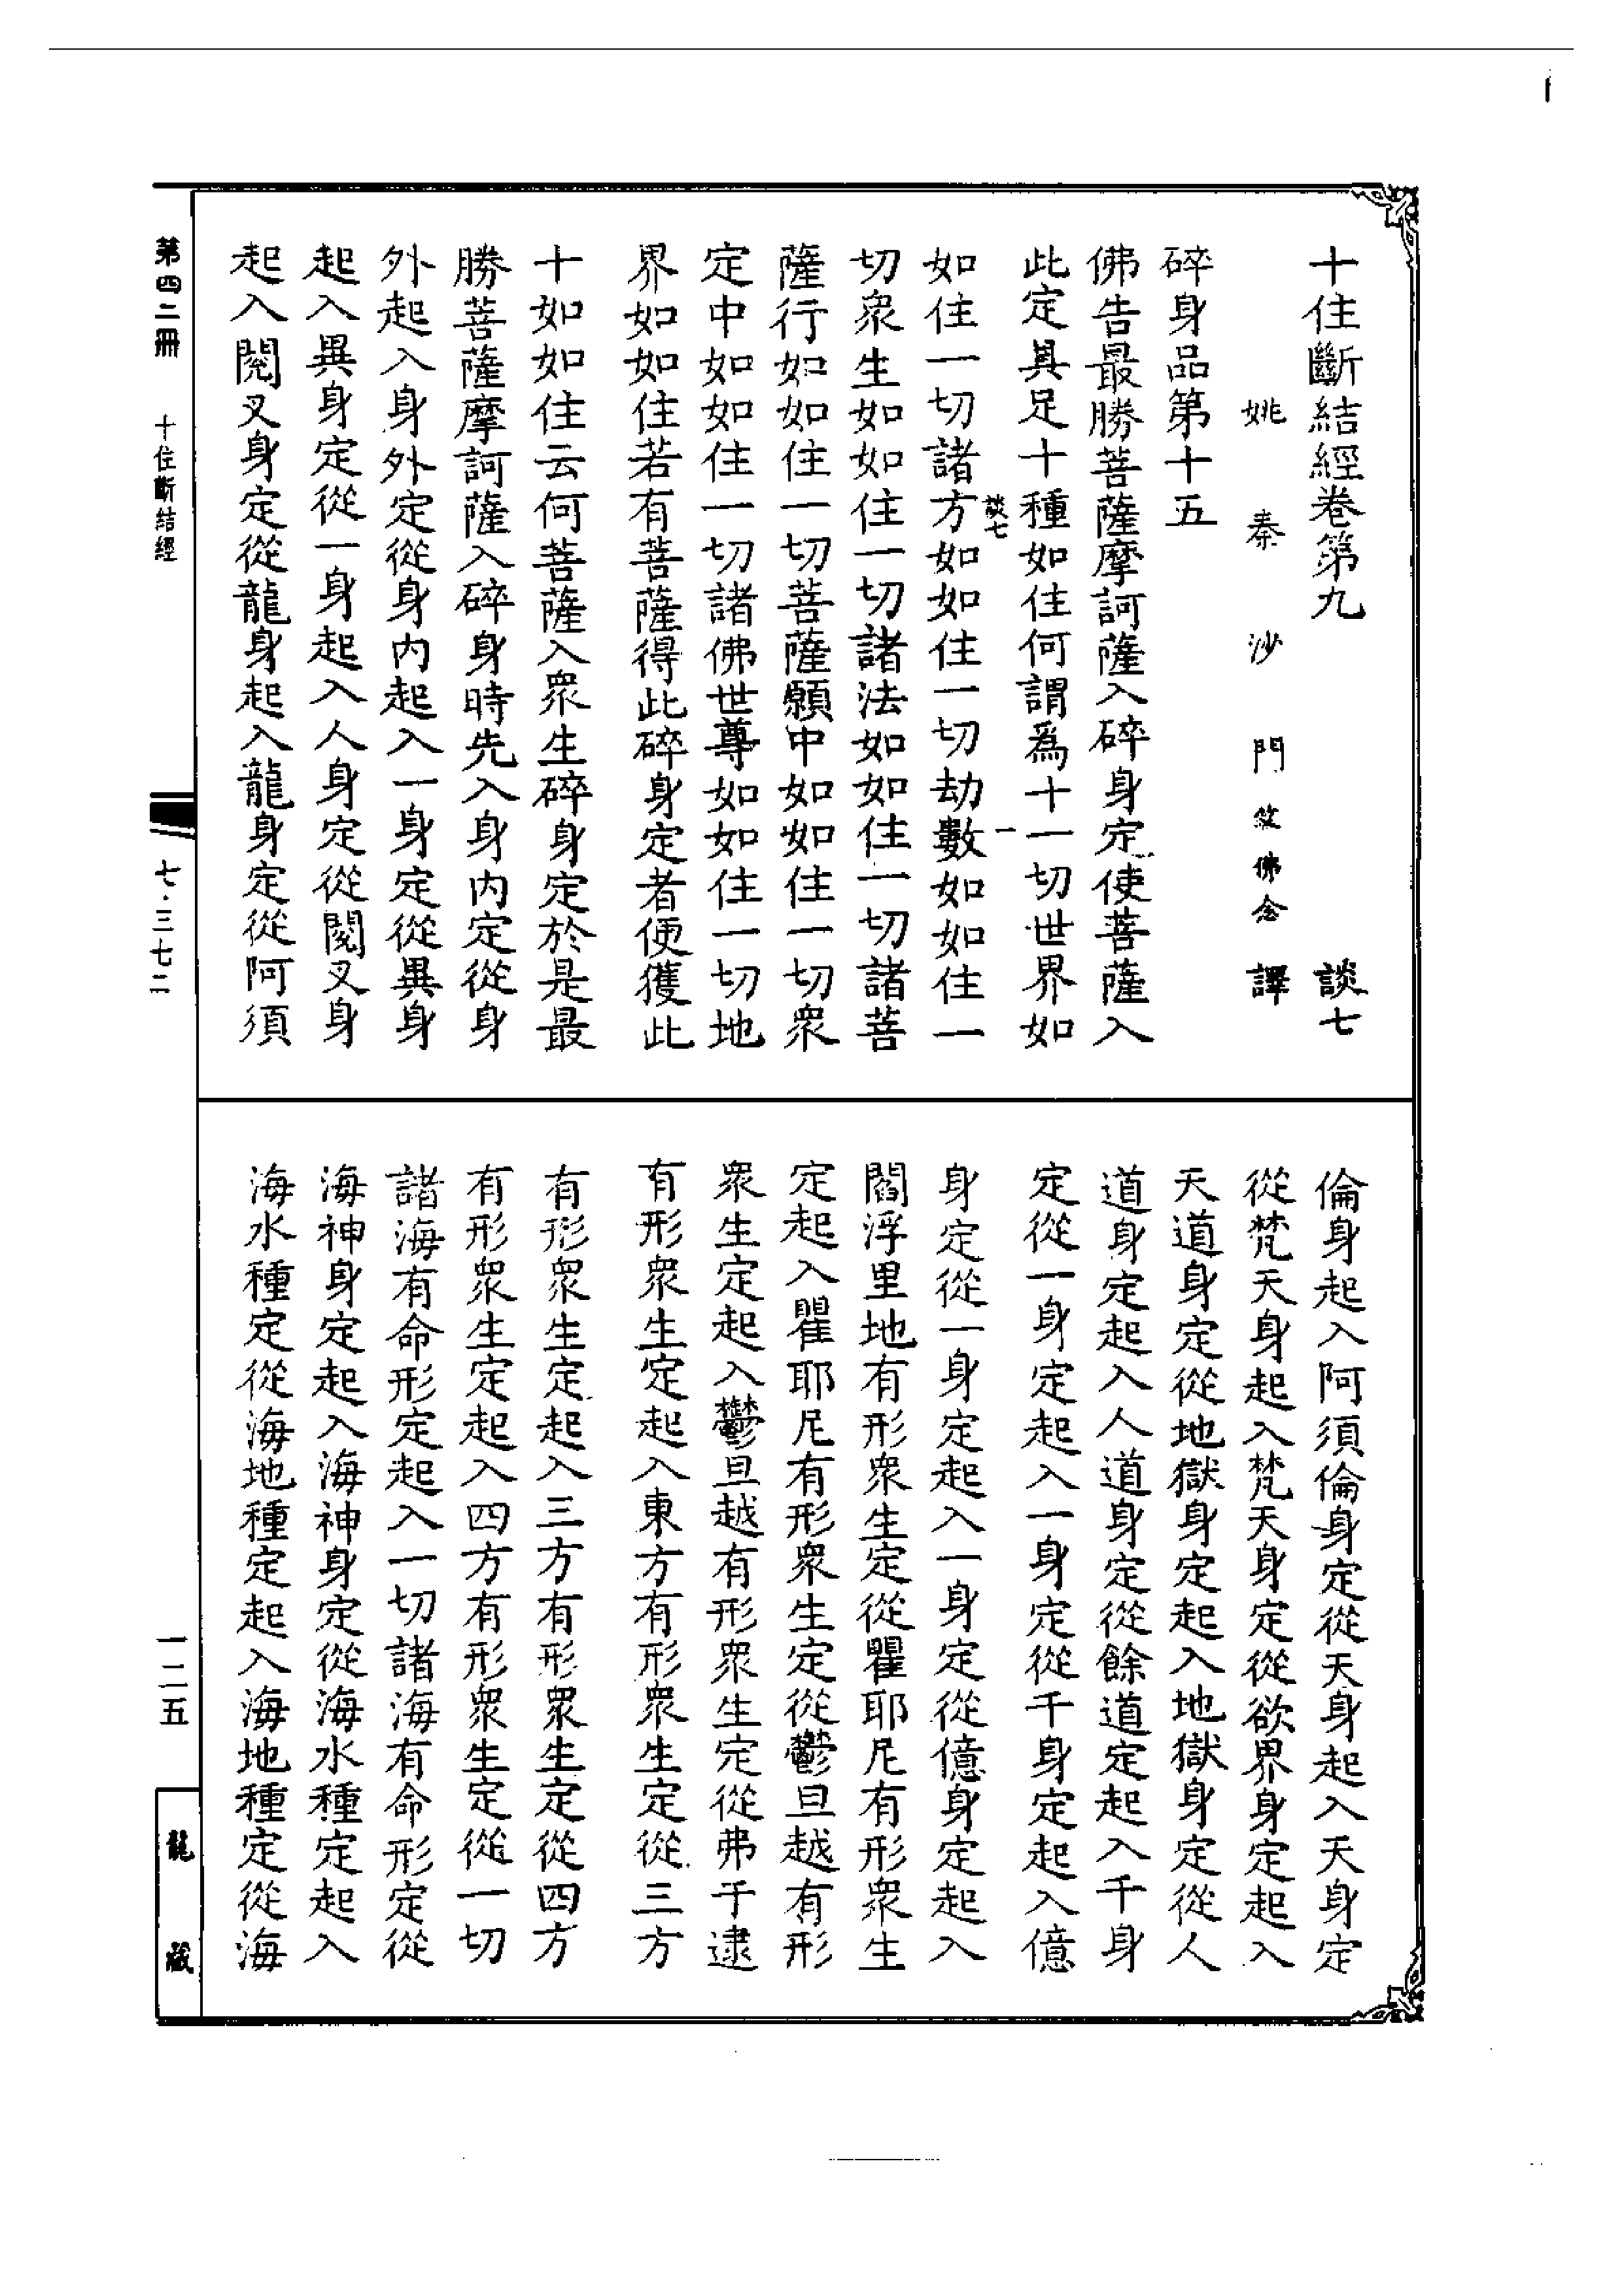 十住斷結經卷第九　談七
姚秦沙門竺佛念譯
碎身品第十五
佛告最勝菩薩摩訶薩入碎身定使菩薩入
此定具足十種如住何謂爲十一切世界如
談七　一
如住一切諸方如如住一切劫數如如住一
切衆生如如住一切諸法如如住一切諸菩
薩行如如住一切菩薩願中如如住一切衆
定中如如住一切諸佛世尊如如住一切地
界如如住若有菩薩得此碎身定者便獲此
十如如住云何菩薩入衆生碎身定於是最
勝菩薩摩訶薩入碎身時先入身内定從身
外起入身外定從身内起入一身定從異身
起入異身定從一身起入人身定從閱叉身
起入閱叉身定從龍身起入龍身定從阿須
倫身起入阿須倫身定從天身起入天身定
從梵天身起入梵天身定從欲界身定起入
天道身定從地獄身定起入地獄身定從人
道身定起入人道身定從餘道定起入千身
定從一身定起入一身定從千身定起入億
身定從一身定起入一身定從億身定起入
閻浮里地有形衆生定從瞿耶尼有形衆生
定起入瞿耶尼有形衆生定從鬱旦越有形
衆生定起入鬱旦越有形衆生定從弗于逮
有形衆生定起入東方有形衆生定從三方
有形衆生定起入三方有形衆生定從四方
有形衆生定起入四方有形衆生定從一切
諸海有命形定起入一切諸海有命形定從
海神身定起入海神身定從海水種定起入
海水種定從海地種定起入海地種定從海
第四二冊　十住斷結經
七·三七二
一二五
龍藏